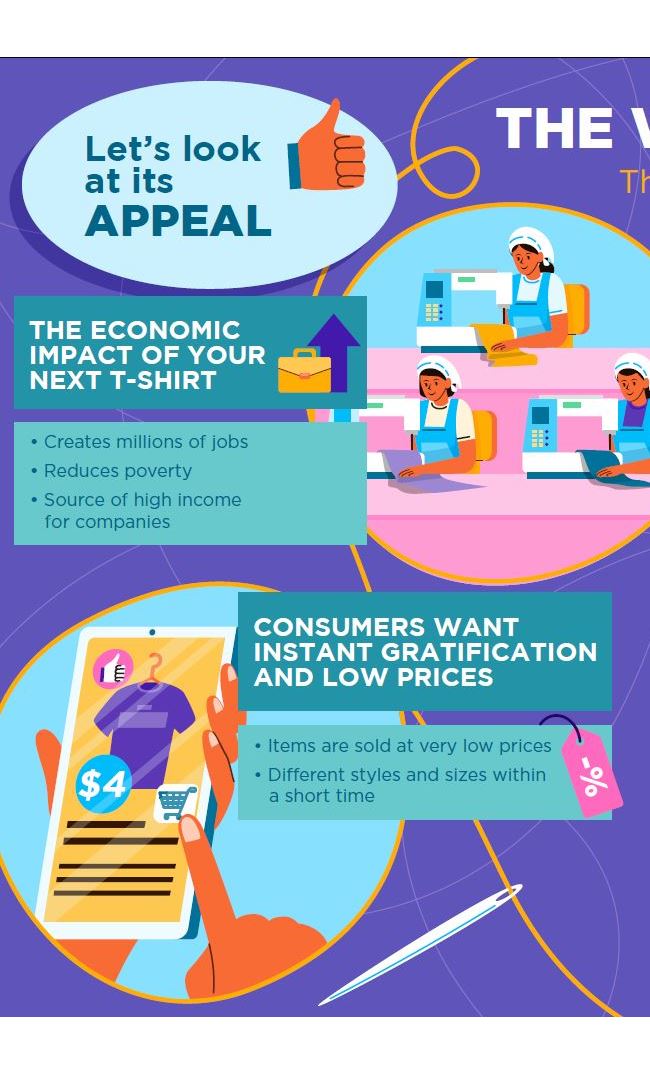 Let's look
at its
APPEAL
THE
Th
THE ECONOMIC
IMPACT OF YOUR
NEXT T-SHIRT
• Creates millions of jobs
• Reduces poverty
• Source of high income
for companies
CONSUMERS WANT
INSTANT GRATIFICATION
AND LOW PRICES
• Items are sold at very low prices
• Different styles and sizes within
a short time
-%
$4